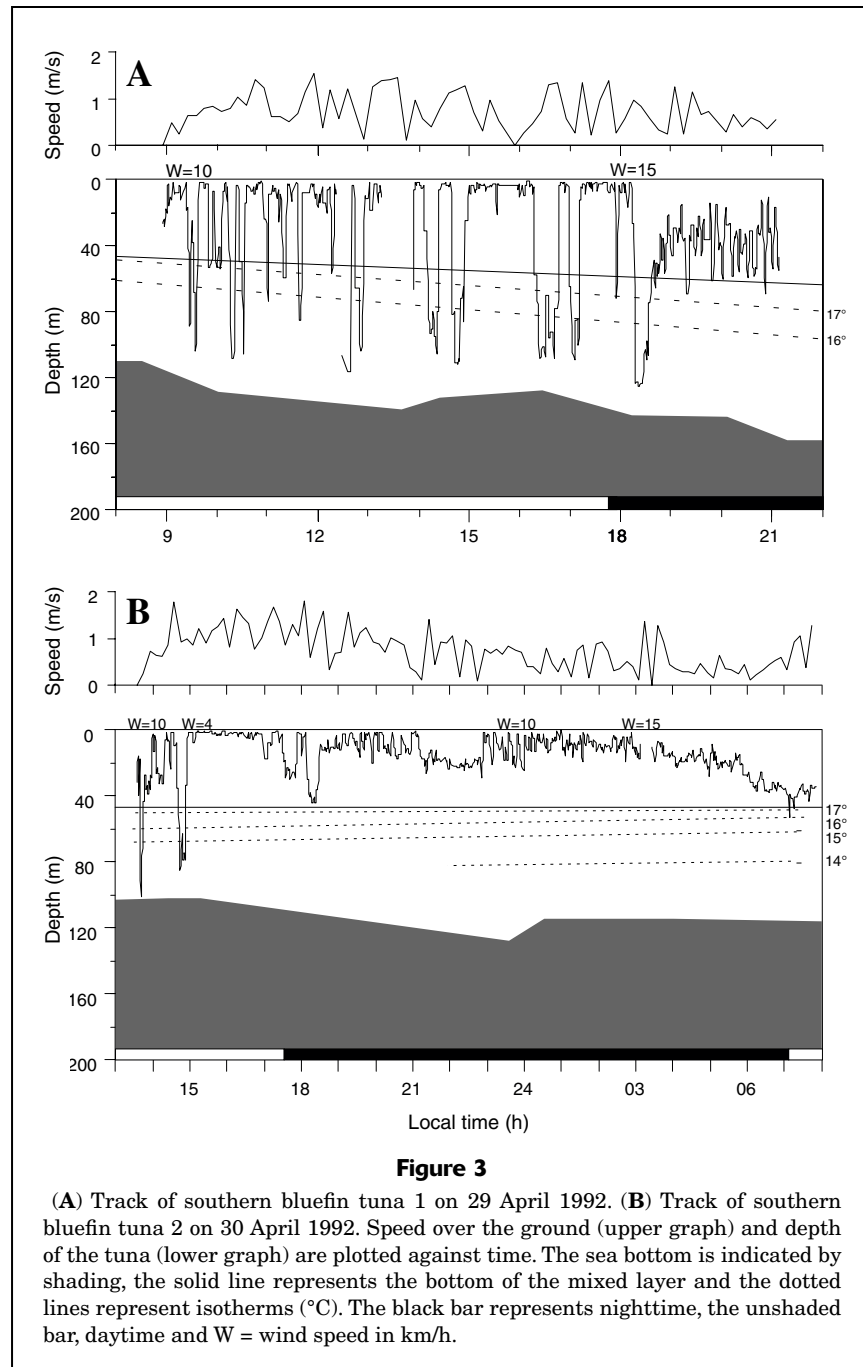 A
Speed (m/s)
2
1
0
W=10
W=15
Depth (m)
0
40
80
120
160
200
17°
16°
9
12
15
18
21
B
Speed (m/s)
2
1
0
W=10
W=4
W=10
W=15
Depth (m)
0
40
80
120
160
200
17°
16°
15°
14°
15
18
21
24
03
06
Local time (h)
Figure 3
(A) Track of southern bluefin tuna 1 on 29 April 1992. (B) Track of southern
bluefin tuna 2 on 30 April 1992. Speed over the ground (upper graph) and depth
of the tuna (lower graph) are plotted against time. The sea bottom is indicated by
shading, the solid line represents the bottom of the mixed layer and the dotted
lines represent isotherms (°C). The black bar represents nighttime, the unshaded
bar, daytime and W = wind speed in km/h.